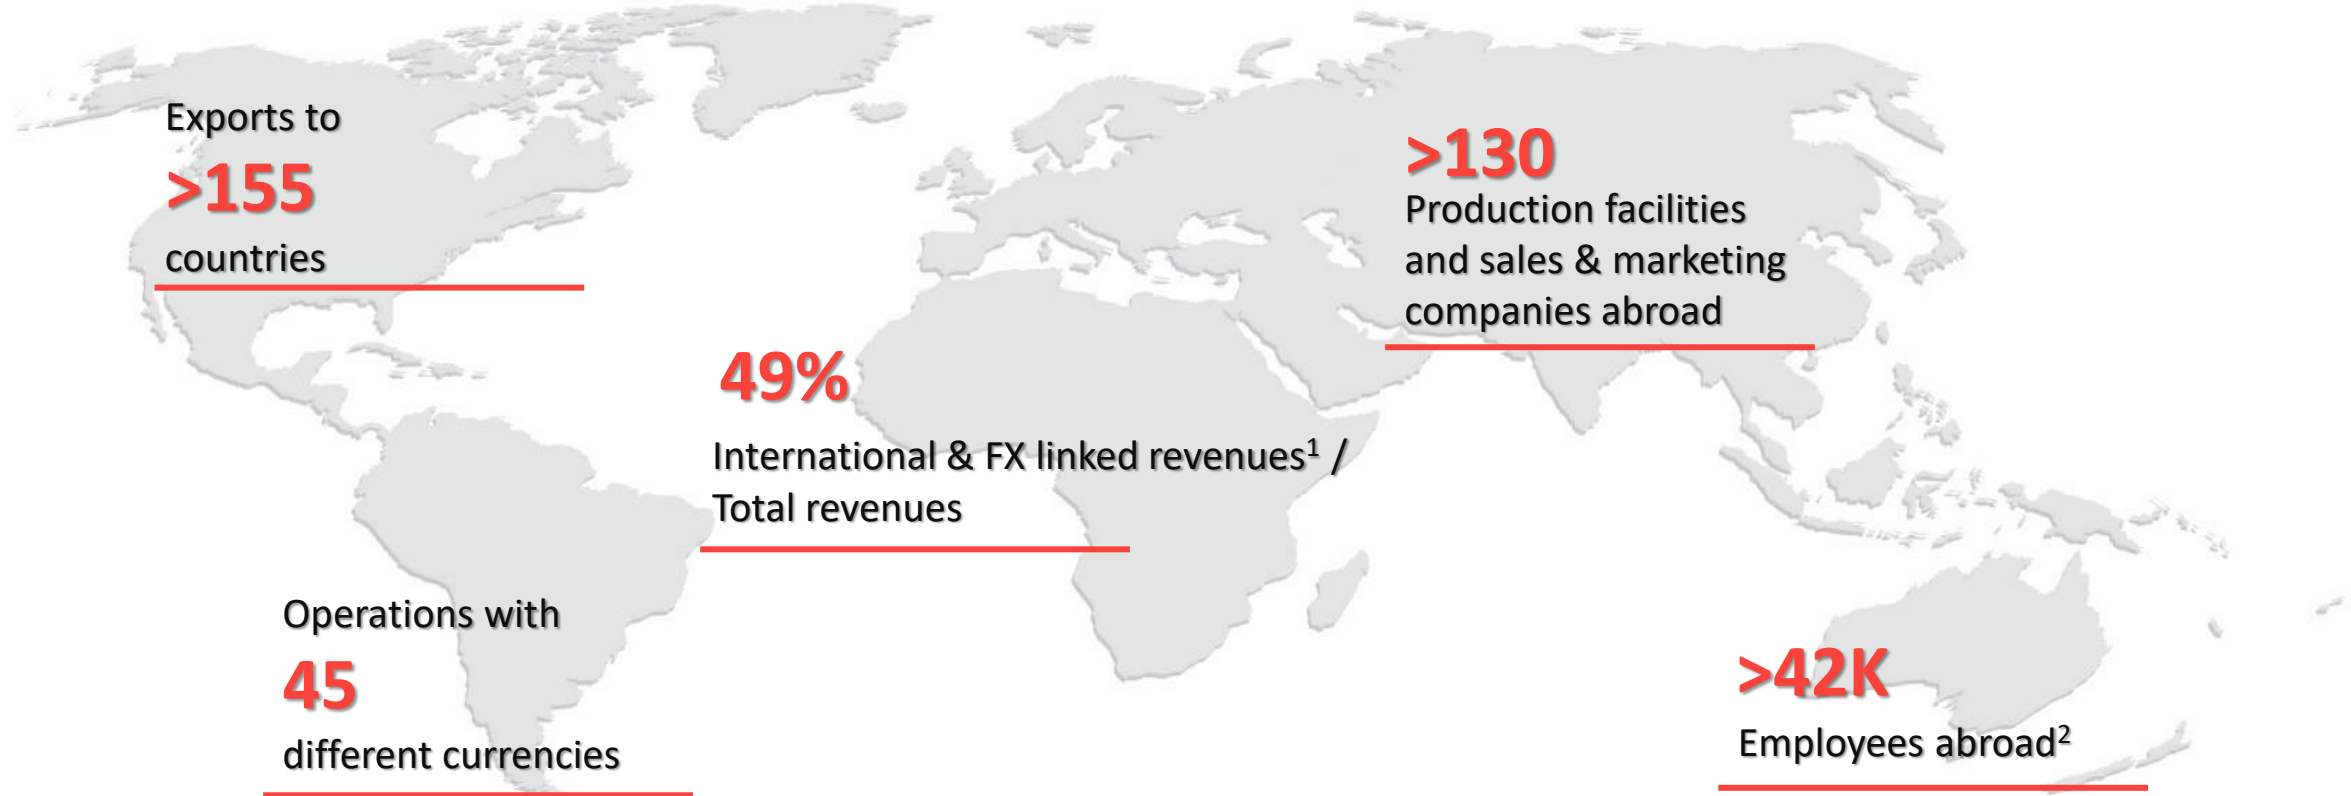 Exports to
>155
countries
>130
Production facilities
and sales & marketing
companies abroad
49%
International & FX linked revenues¹ /
Total revenues
Operations with
45
different currencies
>42K
Employees abroad²